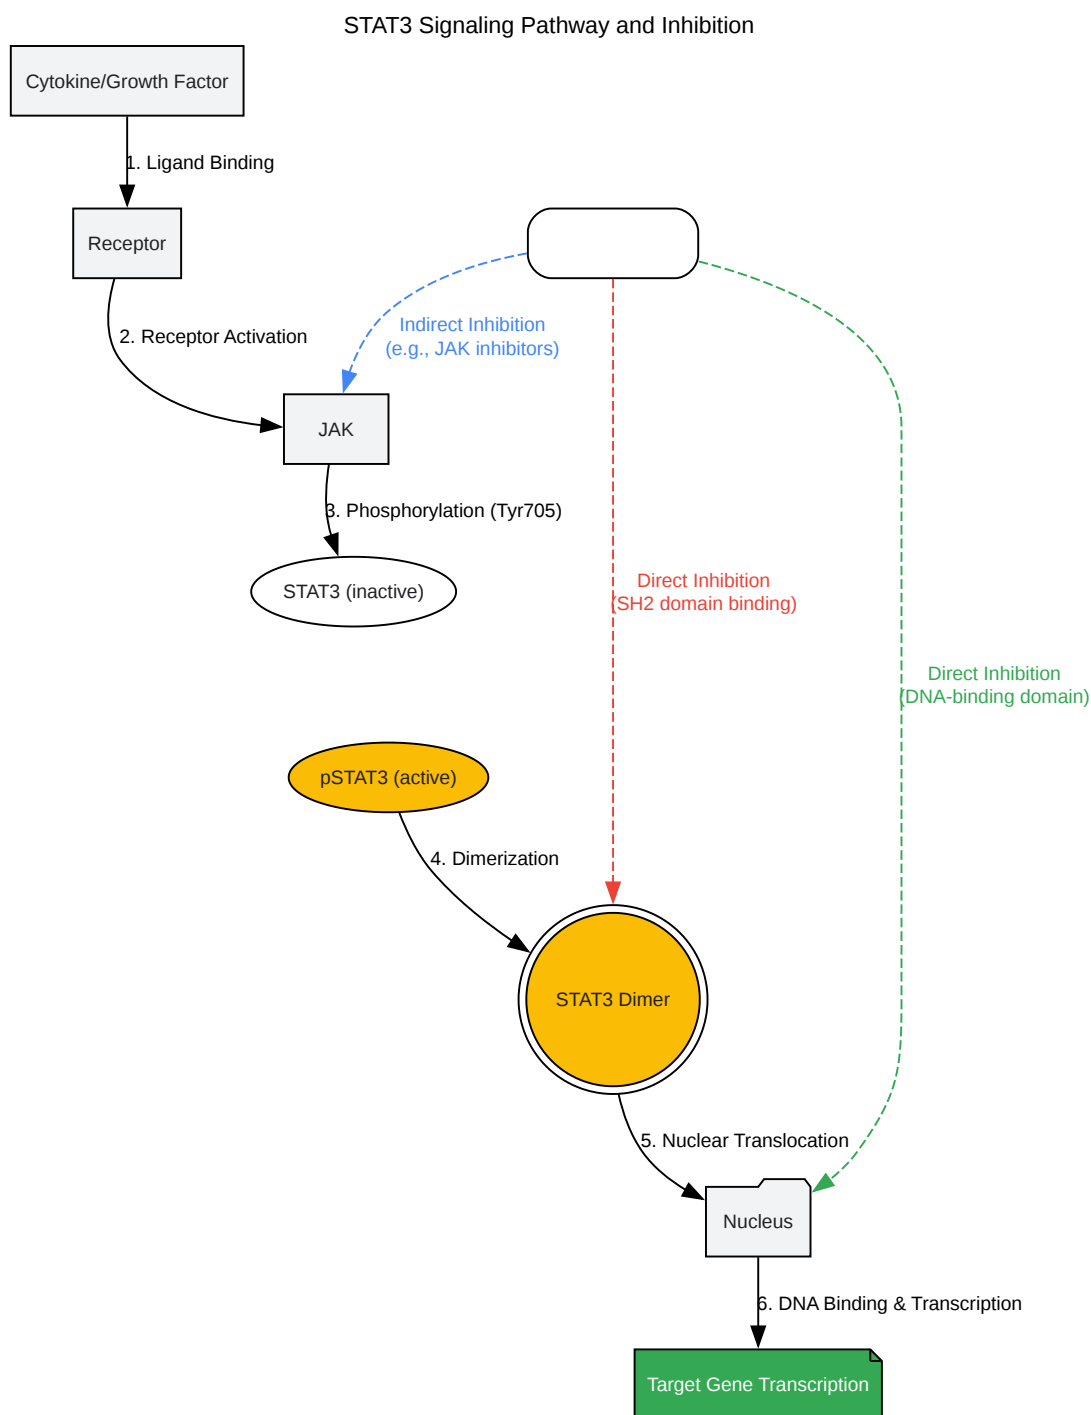 STAT3 Signaling Pathway and Inhibition
Cytokine/Growth Factor
1. Ligand Binding
Receptor
2. Receptor Activation
Indirect Inhibition
(e.g., JAK inhibitors)
JAK
3. Phosphorylation (Tyr705)
STAT3 (inactive)
Direct Inhibition
(SH2 domain binding)
Direct Inhibition
(DNA-binding domain)
pSTAT3 (active)
4. Dimerization
STAT3 Dimer
5. Nuclear Translocation
Nucleus
6. DNA Binding & Transcription
Target Gene Transcription